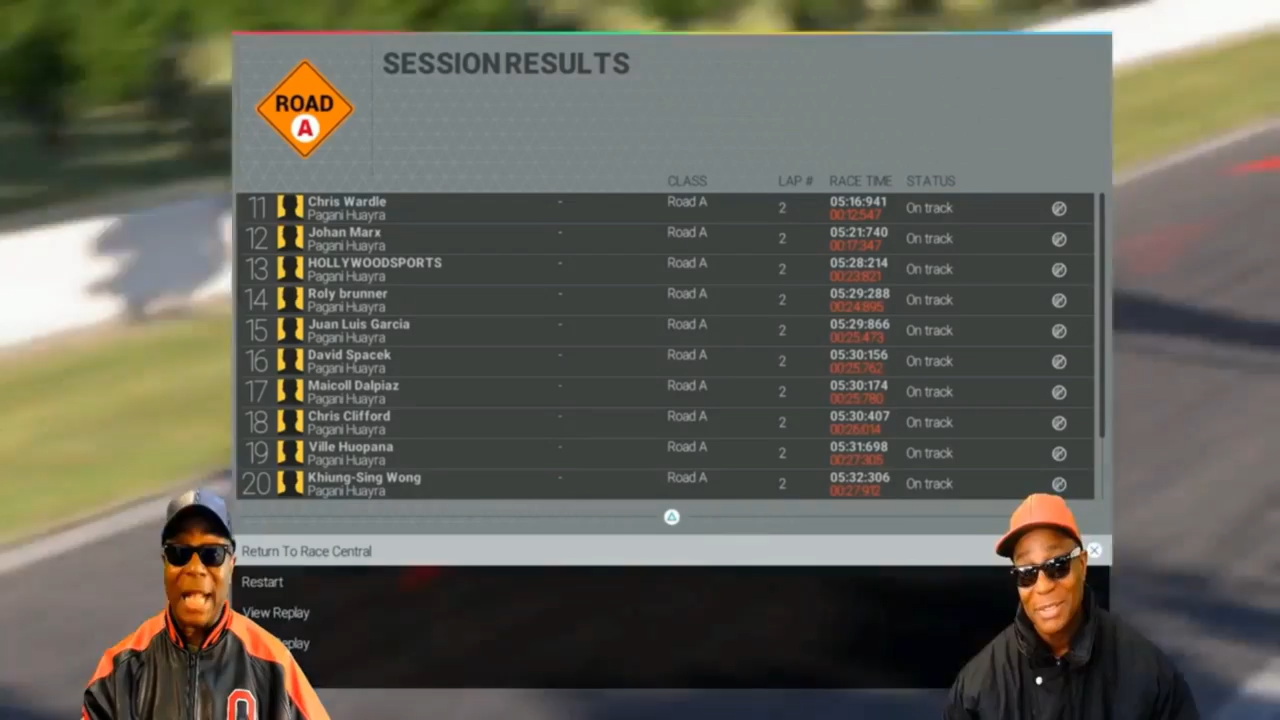 SESSION RESULTS
ROAD
A
CLASS LAP # RACE TIME STATUS
11 Chris Wardle - Road A 2 05:16:941 On track
Pagani Huayra 00:12:547
12 Johan Marx - Road A 2 05:21:740 On track
Pagani Huayra 00:17:347
13 HOLLYWOODSPORTS - Road A 2 05:28:214 On track
Pagani Huayra 00:23:821
14 Roly brunner - Road A 2 05:29:288 On track
Pagani Huayra 00:24:895
15 Juan Luis Garcia - Road A 2 05:29:866 On track
Pagani Huayra 00:25:473
16 David Spacek - Road A 2 05:30:156 On track
Pagani Huayra 00:25:762
17 Maicoll Dalpiaz - Road A 2 05:30:174 On track
Pagani Huayra 00:25:780
18 Chris Clifford - Road A 2 05:30:407 On track
Pagani Huayra 00:26:014
19 Ville Huopana - Road A 2 05:31:698 On track
Pagani Huayra 00:27:305
20 Khiung-Sing Wong - Road A 2 05:32:306 On track
Pagani Huayra 00:27:912
Return To Race Central
Restart
View Replay